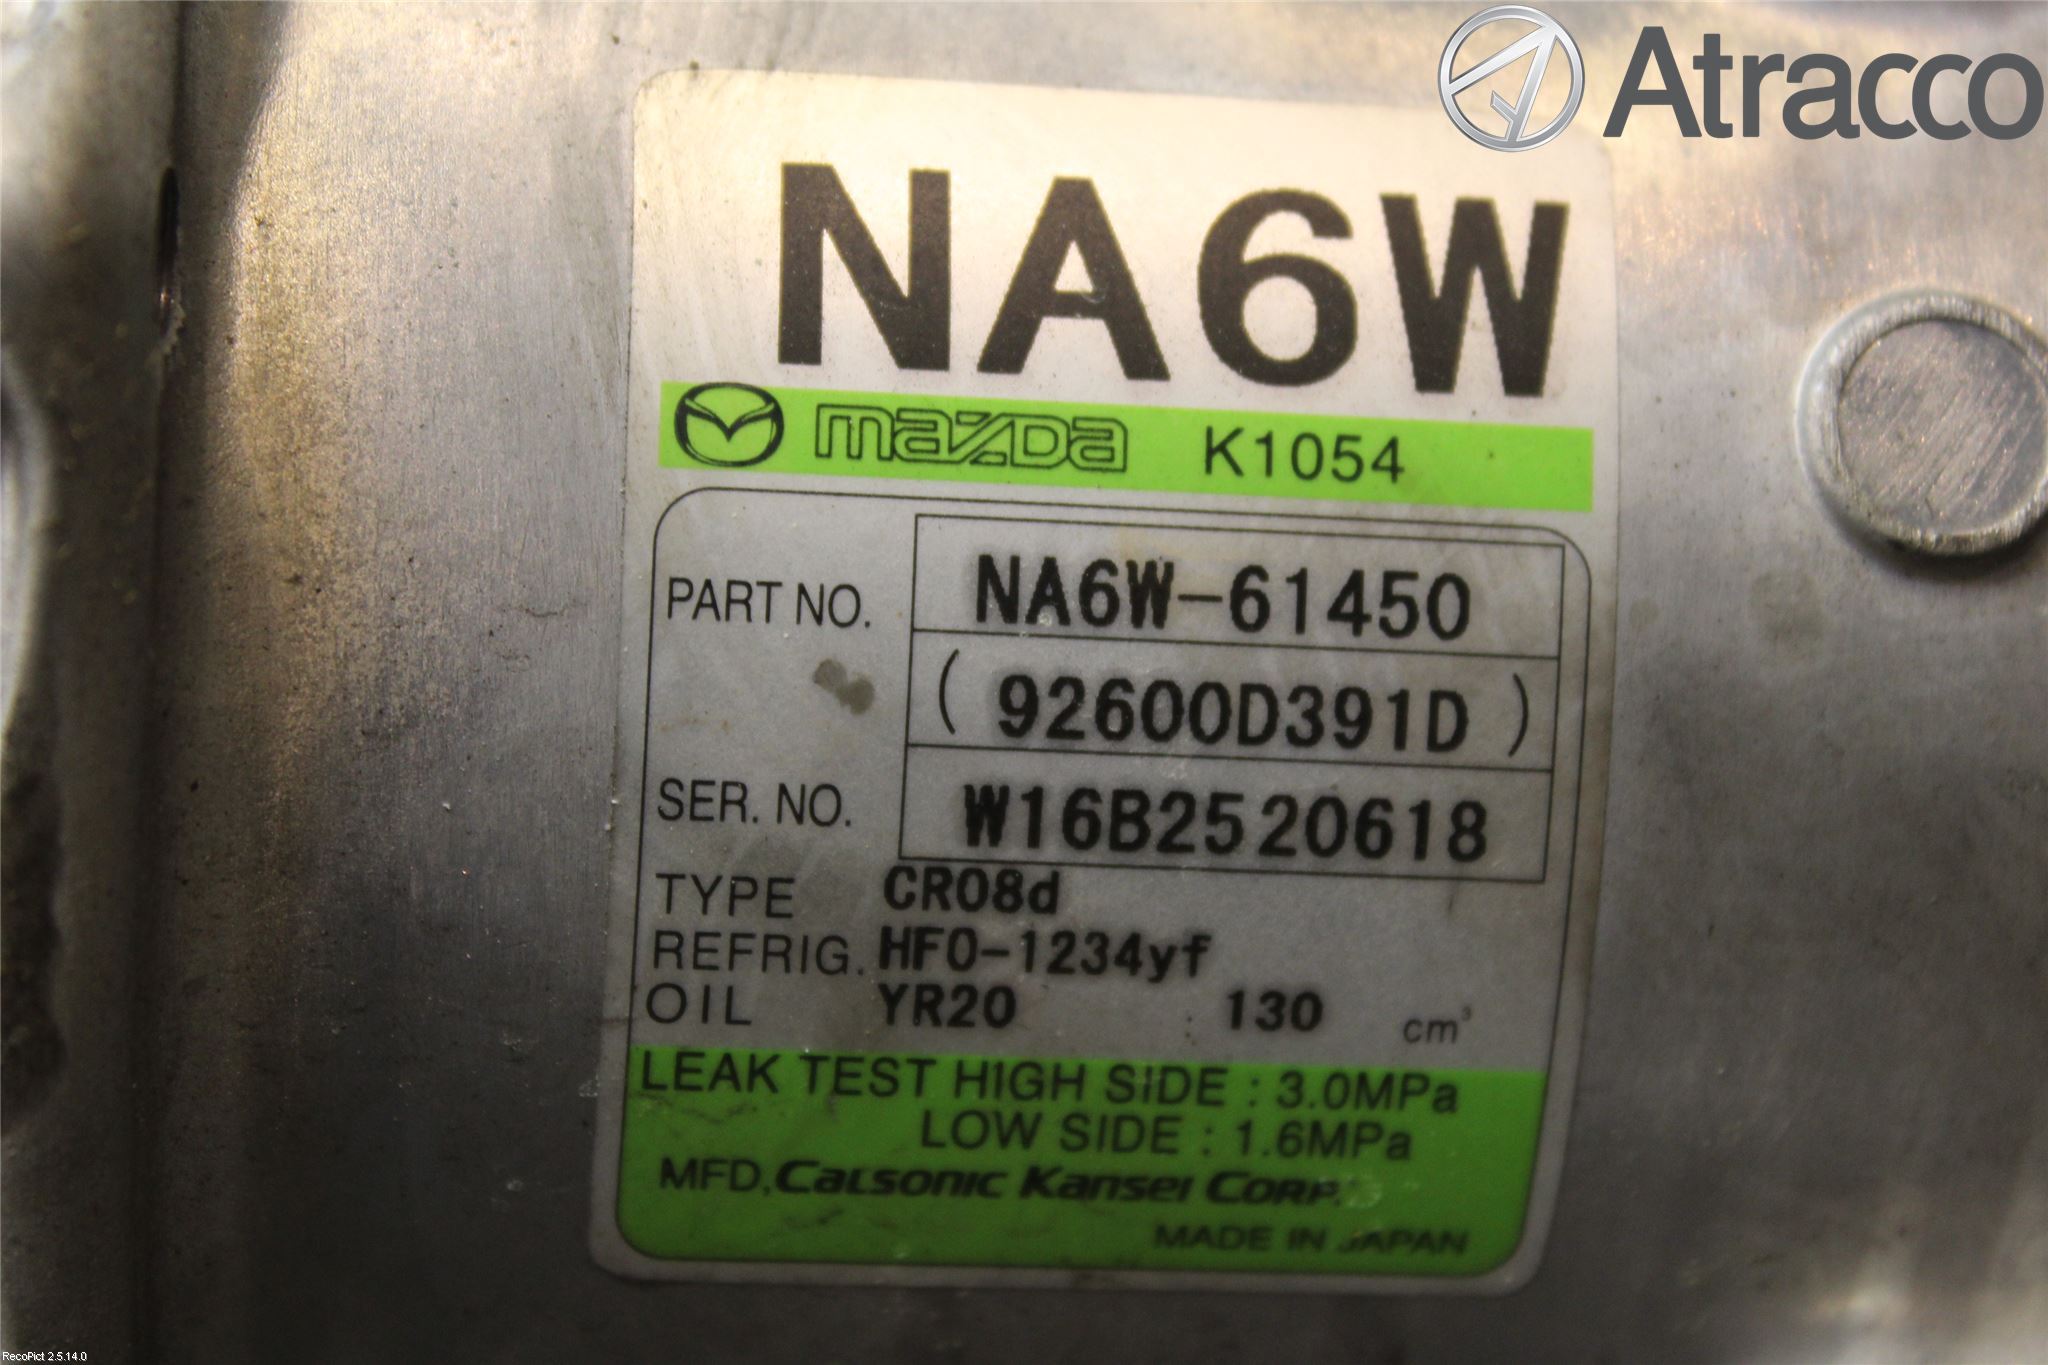 Atracco
NA6W
mazda K1054
PART NO. NA6W-61450
(92600D391D)
SER. NO. W16B2520618
TYPE CR08d
REFRIG. HFO-1234yf
OIL YR20 130 cm³
LEAK TEST HIGH SIDE : 3.0MPa
LOW SIDE : 1.6MPa
MFD. CALSONIC KANSEI CORP.
MADE IN JAPAN
RecoPict 2.5.14.0